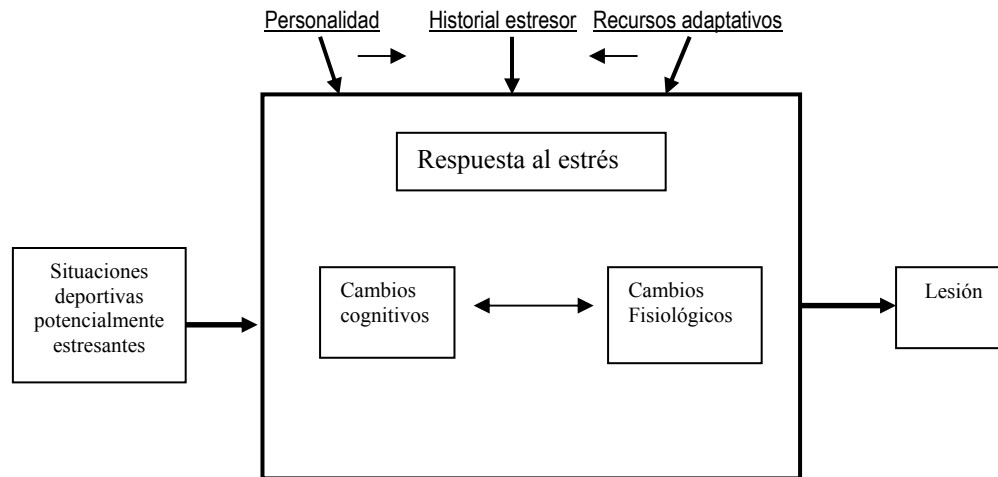 Personalidad Historial estresor Recursos adaptativos
Respuesta al estrés
Situaciones
deportivas
potencialmente
estresantes
Cambios
cognitivos
Cambios
Fisiológicos
Lesión